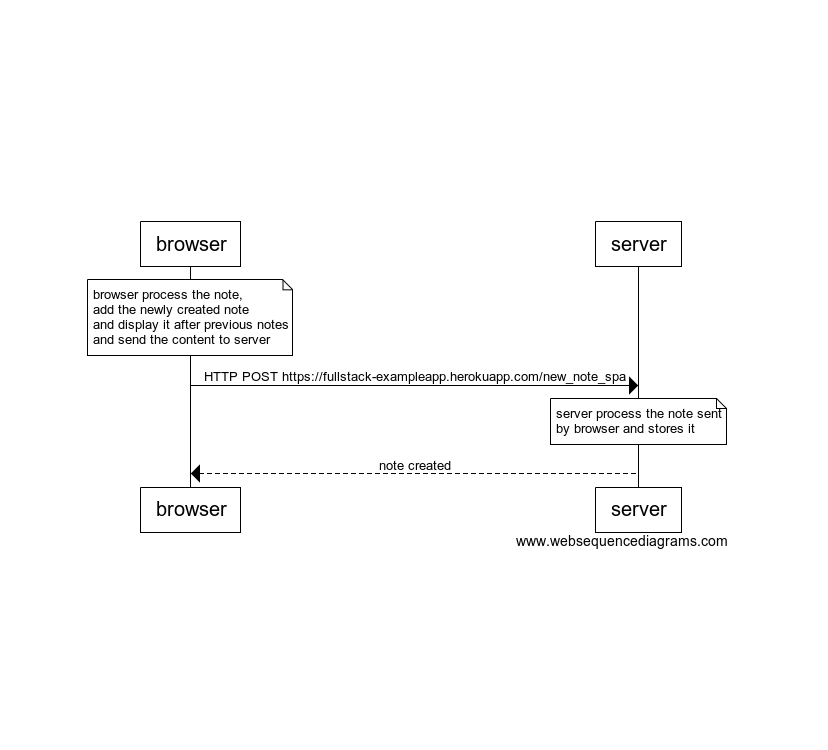 browser
server
browser process the note,
add the newly created note
and display it after previous notes
and send the content to server
HTTP POST https://fullstack-exampleapp.herokuapp.com/new_note_spa
server process the note sent
by browser and stores it
note created
browser
server
www.websequencediagrams.com